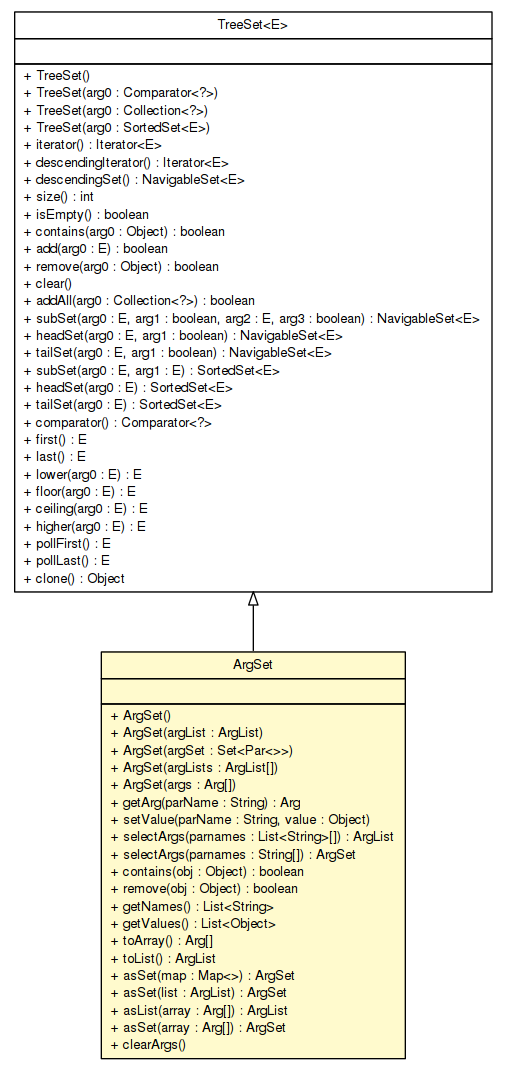 TreeSet<E>
+ TreeSet()
+ TreeSet(arg0 : Comparator<?>)
+ TreeSet(arg0 : Collection<?>)
+ TreeSet(arg0 : SortedSet<E>)
+ iterator() : Iterator<E>
+ descendingIterator() : Iterator<E>
+ descendingSet() : NavigableSet<E>
+ size() : int
+ isEmpty() : boolean
+ contains(arg0 : Object) : boolean
+ add(arg0 : E) : boolean
+ remove(arg0 : Object) : boolean
+ clear()
+ addAll(arg0 : Collection<?>) : boolean
+ subSet(arg0 : E, arg1 : boolean, arg2 : E, arg3 : boolean) : NavigableSet<E>
+ headSet(arg0 : E, arg1 : boolean) : NavigableSet<E>
+ tailSet(arg0 : E, arg1 : boolean) : NavigableSet<E>
+ subSet(arg0 : E, arg1 : E) : SortedSet<E>
+ headSet(arg0 : E) : SortedSet<E>
+ tailSet(arg0 : E) : SortedSet<E>
+ comparator() : Comparator<?>
+ first() : E
+ last() : E
+ lower(arg0 : E) : E
+ floor(arg0 : E) : E
+ ceiling(arg0 : E) : E
+ higher(arg0 : E) : E
+ pollFirst() : E
+ pollLast() : E
+ clone() : Object
ArgSet
+ ArgSet()
+ ArgSet(argList : ArgList)
+ ArgSet(argSet : Set<Par<>>)
+ ArgSet(argLists : ArgList[])
+ ArgSet(args : Arg[])
+ getArg(parName : String) : Arg
+ setValue(parName : String, value : Object)
+ selectArgs(parnames : List<String>[]) : ArgList
+ selectArgs(parnames : String[]) : ArgSet
+ contains(obj : Object) : boolean
+ remove(obj : Object) : boolean
+ getNames() : List<String>
+ getValues() : List<Object>
+ toArray() : Arg[]
+ toList() : ArgList
+ asSet(map : Map<>) : ArgSet
+ asSet(list : ArgList) : ArgSet
+ asList(array : Arg[]) : ArgList
+ asSet(array : Arg[]) : ArgSet
+ clearArgs()